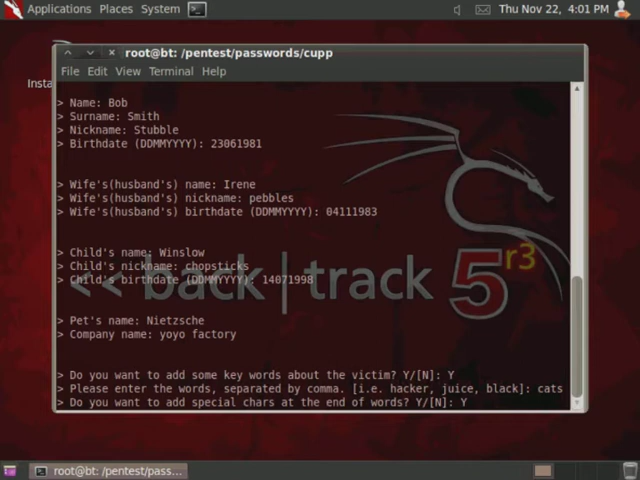 Applications Places System
Thu Nov 22, 4:01 PM
root@bt: /pentest/passwords/cupp
File Edit View Terminal Help
Insta
> Name: Bob
> Surname: Smith
> Nickname: Stubble
> Birthdate (DDMMYYYY): 23061981
> Wife's(husband's) name: Irene
> Wife's(husband's) nickname: pebbles
> Wife's(husband's) birthdate (DDMMYYYY): 04111983
> Child's name: Winslow
> Child's nickname: chopsticks
> Child's birthdate (DDMMYYYY): 14071998
<< back | track 5 r3
> Pet's name: Nietzsche
> Company name: yoyo factory
> Do you want to add some key words about the victim? Y/[N]: Y
> Please enter the words, separated by comma. [i.e. hacker, juice, black]: cats
> Do you want to add special chars at the end of words? Y/[N]: Y
root@bt: /pentest/pass...